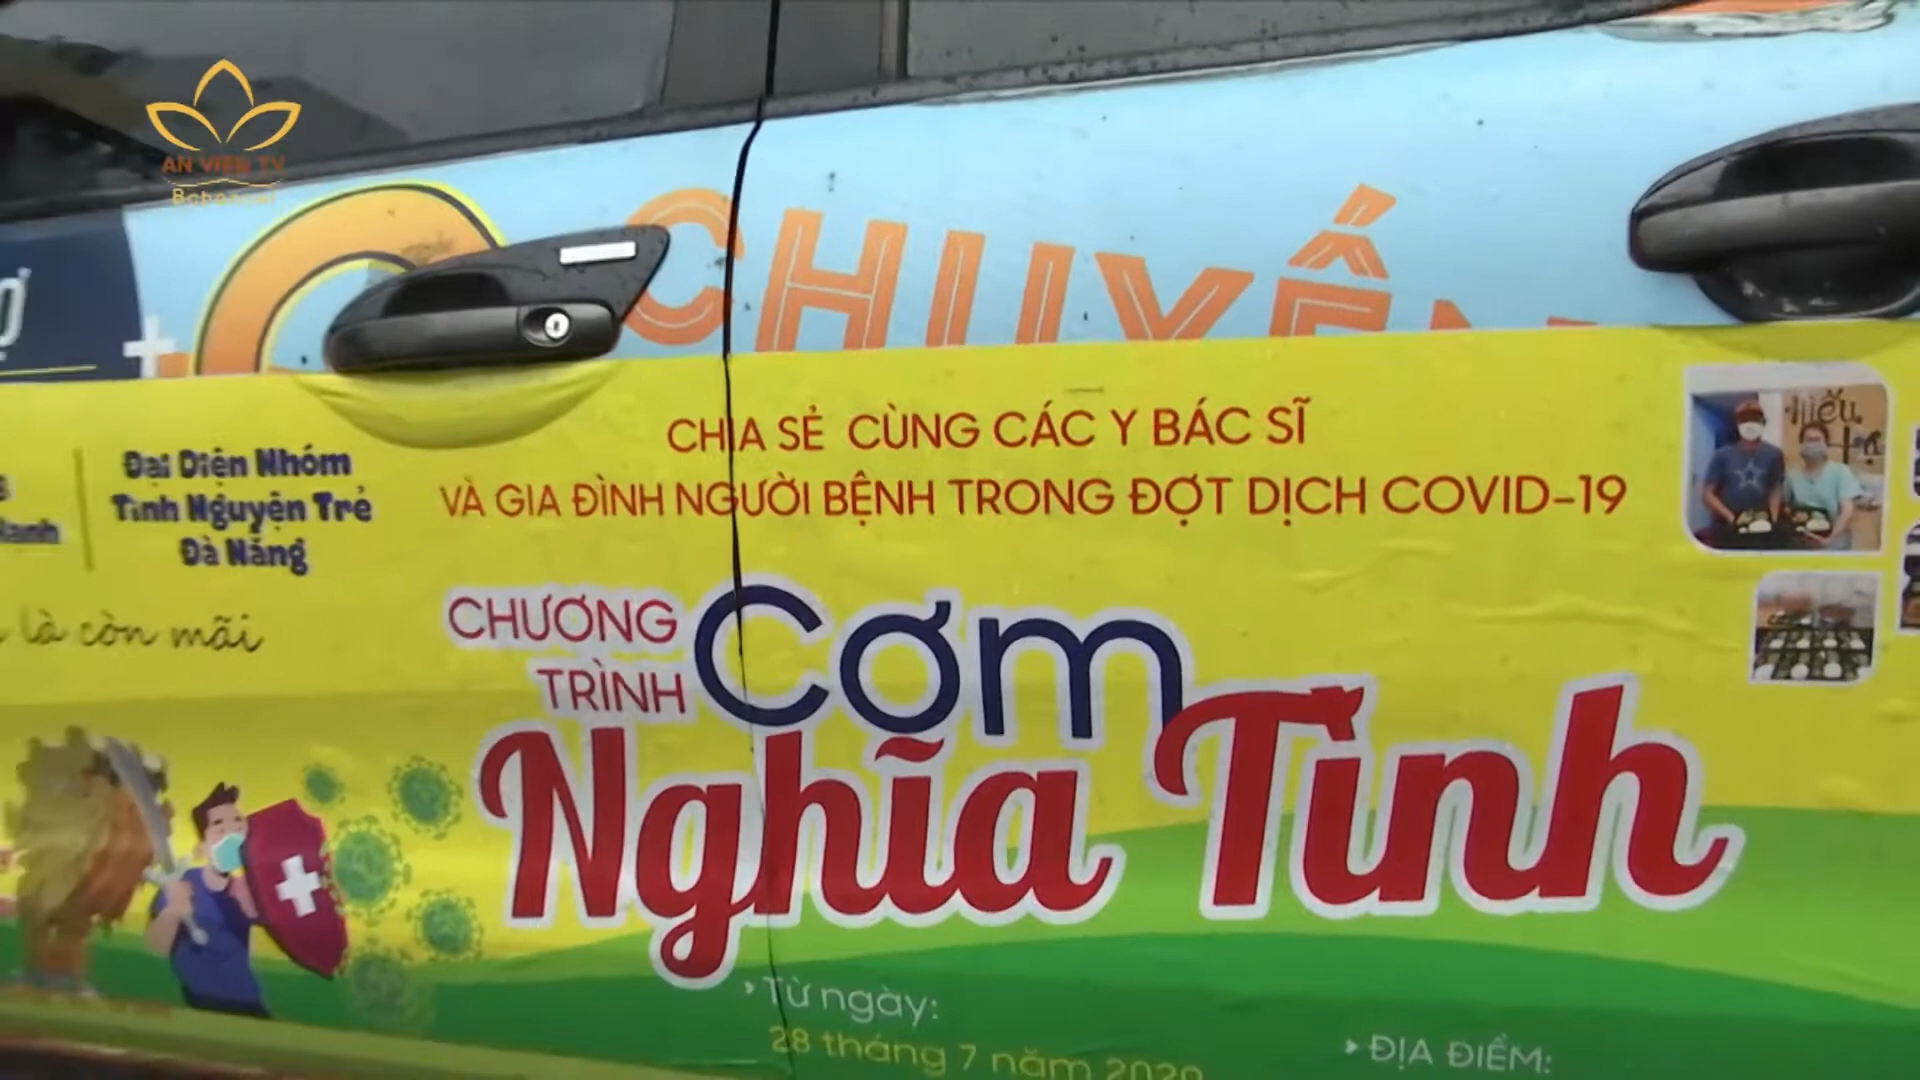 AN VIEN TV
CHUYẾN
CHIA SẺ CÙNG CÁC Y BÁC SĨ
VÀ GIA ĐÌNH NGƯỜI BỆNH TRONG ĐỢT DỊCH COVID-19
Đại Diện Nhóm
Tình Nguyện Trẻ
Đà Nẵng
là còn mãi
CHƯƠNG
TRÌNH
Cơm
Nghĩa Tình
Từ ngày:
28 tháng 7 năm 2020
ĐỊA ĐIỂM: